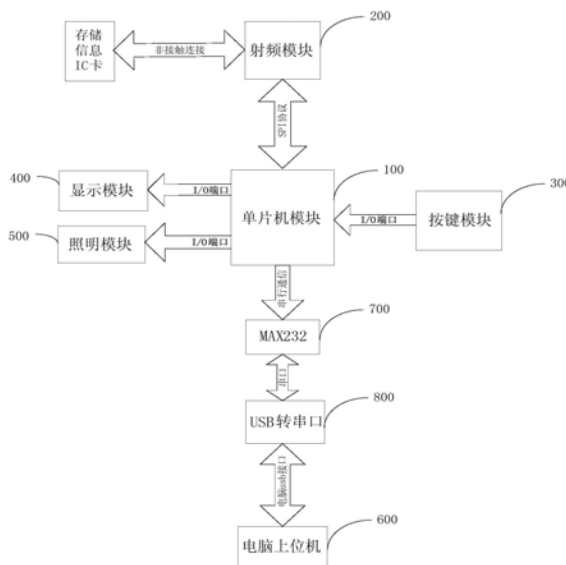 200
存储
信息
IC卡
非接触连接
射频模块
SPI协议
400
100
300
显示模块
I/O端口
单片机模块
I/O端口
按键模块
500
照明模块
I/O端口
串行通信
700
MAX232
串口
800
USB转串口
电脑usb接口
600
电脑上位机